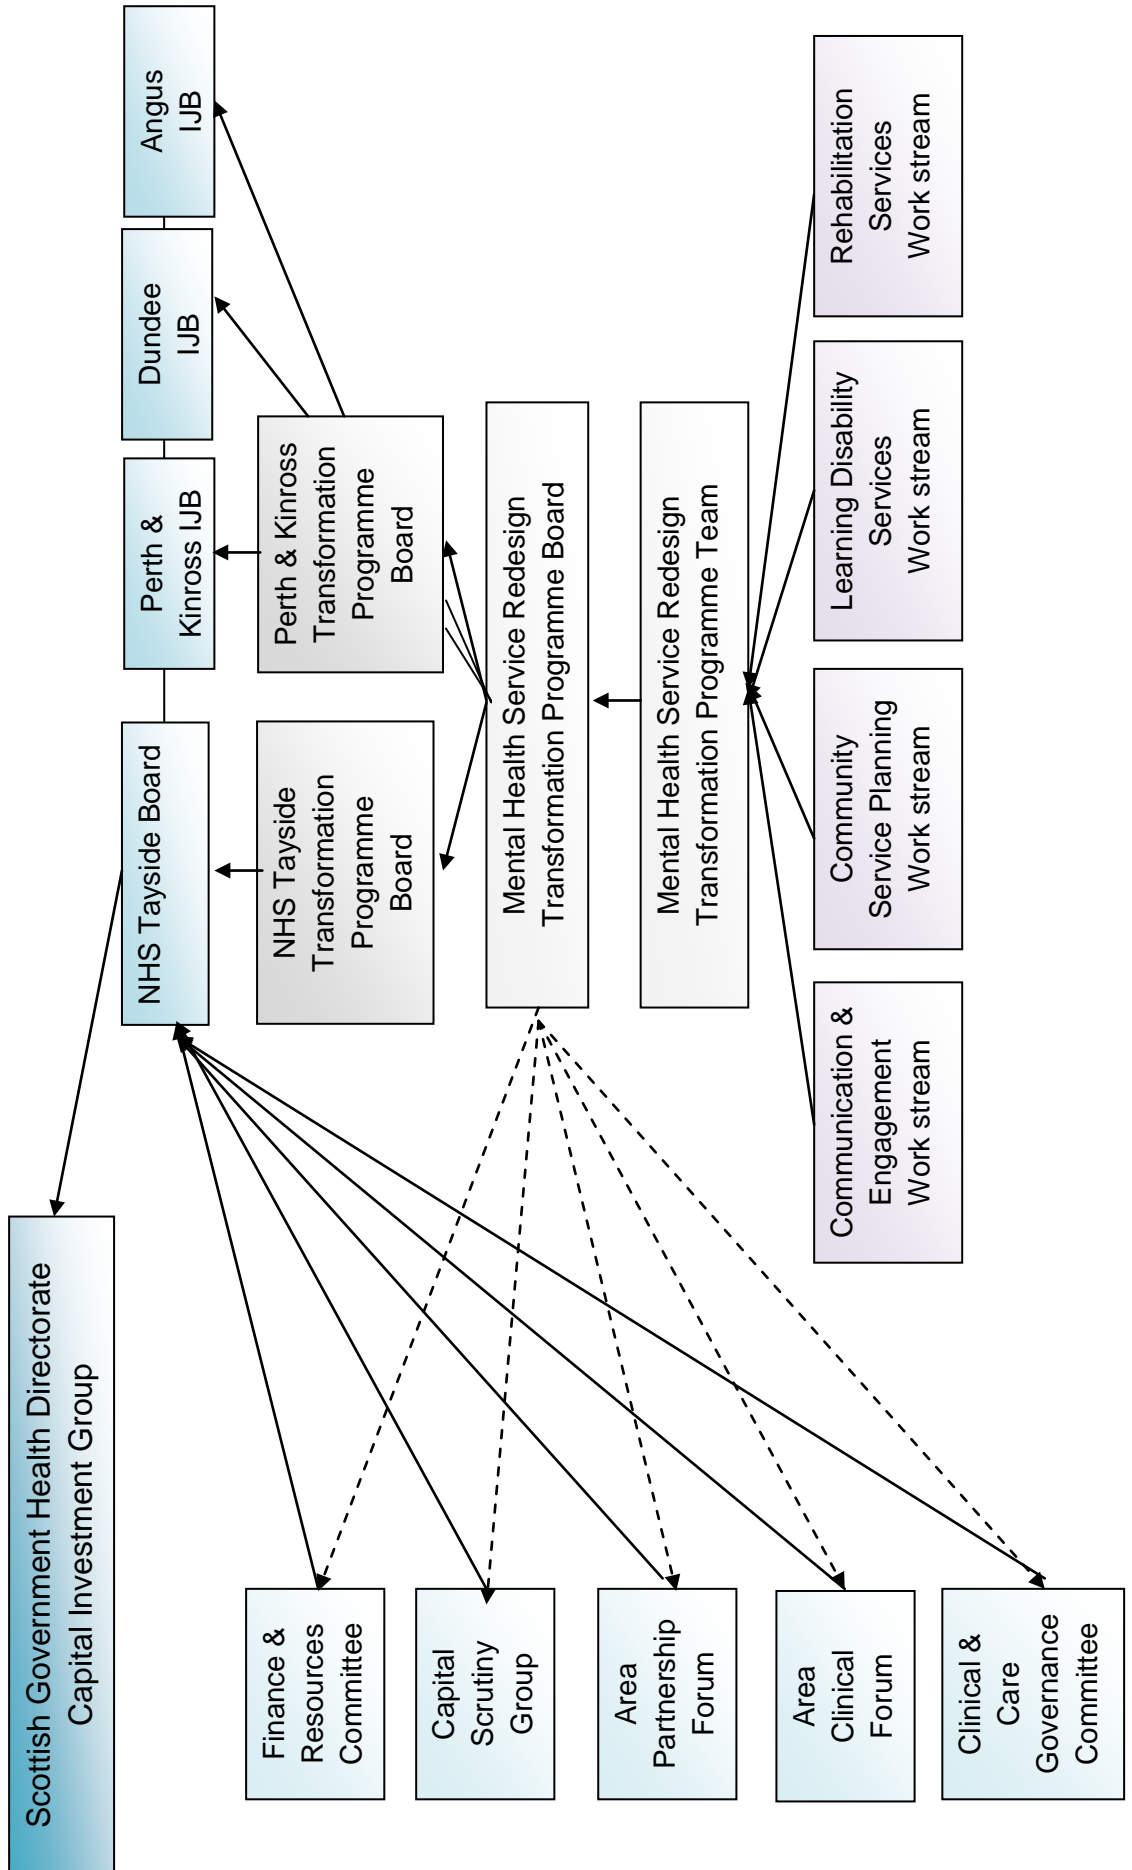 Scottish Government Health Directorate
Capital Investment Group
NHS Tayside Board
Perth &
Kinross IJB
Dundee
IJB
Angus
IJB
Finance &
Resources
Committee
NHS Tayside
Transformation
Programme
Board
Perth & Kinross
Transformation
Programme
Board
Capital
Scrutiny
Group
Mental Health Service Redesign
Transformation Programme Board
Area
Partnership
Forum
Mental Health Service Redesign
Transformation Programme Team
Area
Clinical
Forum
Communication &
Engagement
Work stream
Community
Service Planning
Work stream
Learning Disability
Services
Work stream
Rehabilitation
Services
Work stream
Clinical &
Care
Governance
Committee